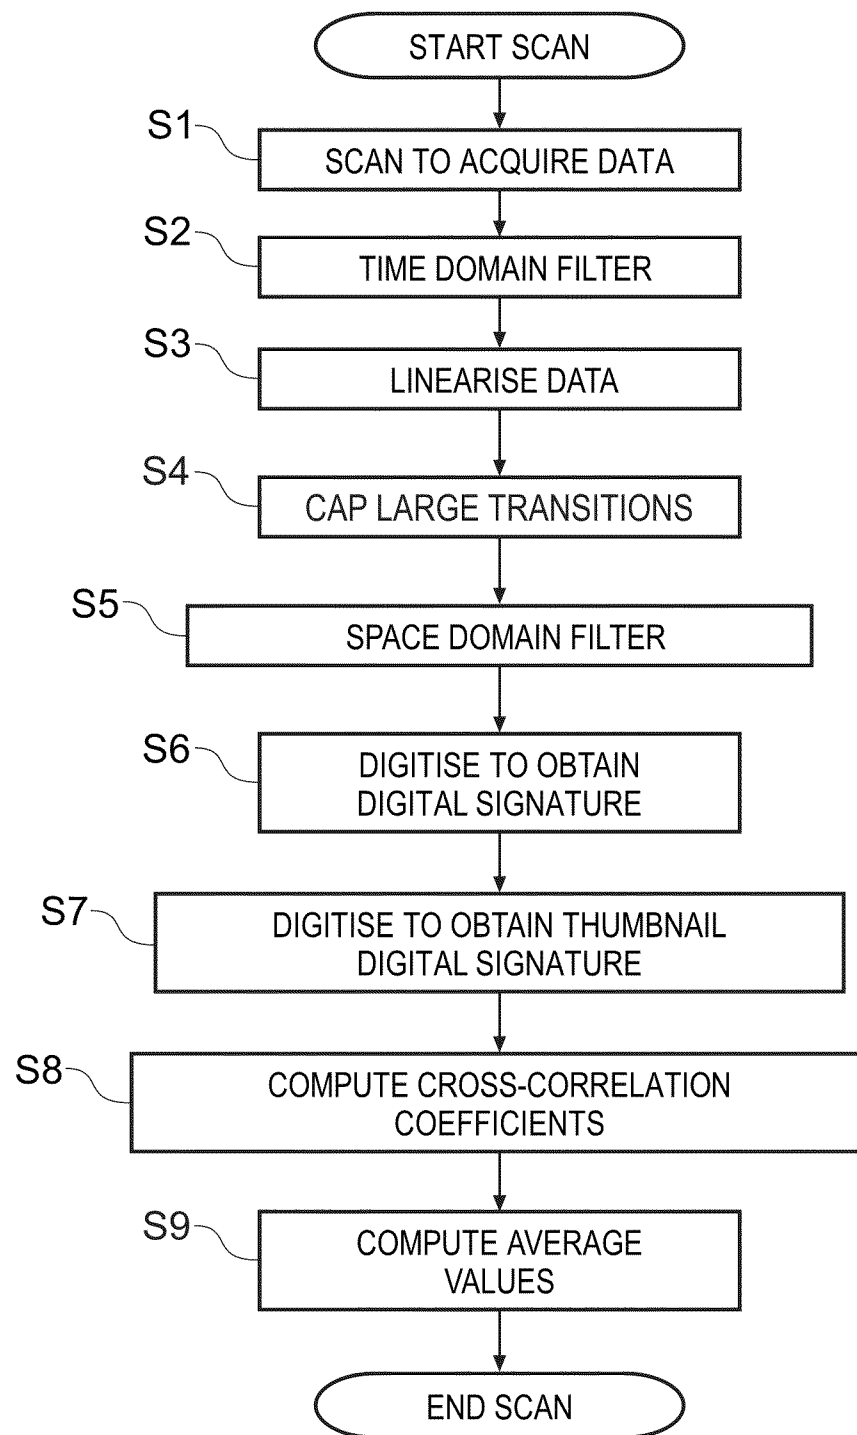 START SCAN
S1
SCAN TO ACQUIRE DATA
S2
TIME DOMAIN FILTER
S3
LINEARISE DATA
S4
CAP LARGE TRANSITIONS
S5
SPACE DOMAIN FILTER
S6
DIGITISE TO OBTAIN
DIGITAL SIGNATURE
S7
DIGITISE TO OBTAIN THUMBNAIL
DIGITAL SIGNATURE
S8
COMPUTE CROSS-CORRELATION
COEFFICIENTS
S9
COMPUTE AVERAGE
VALUES
END SCAN